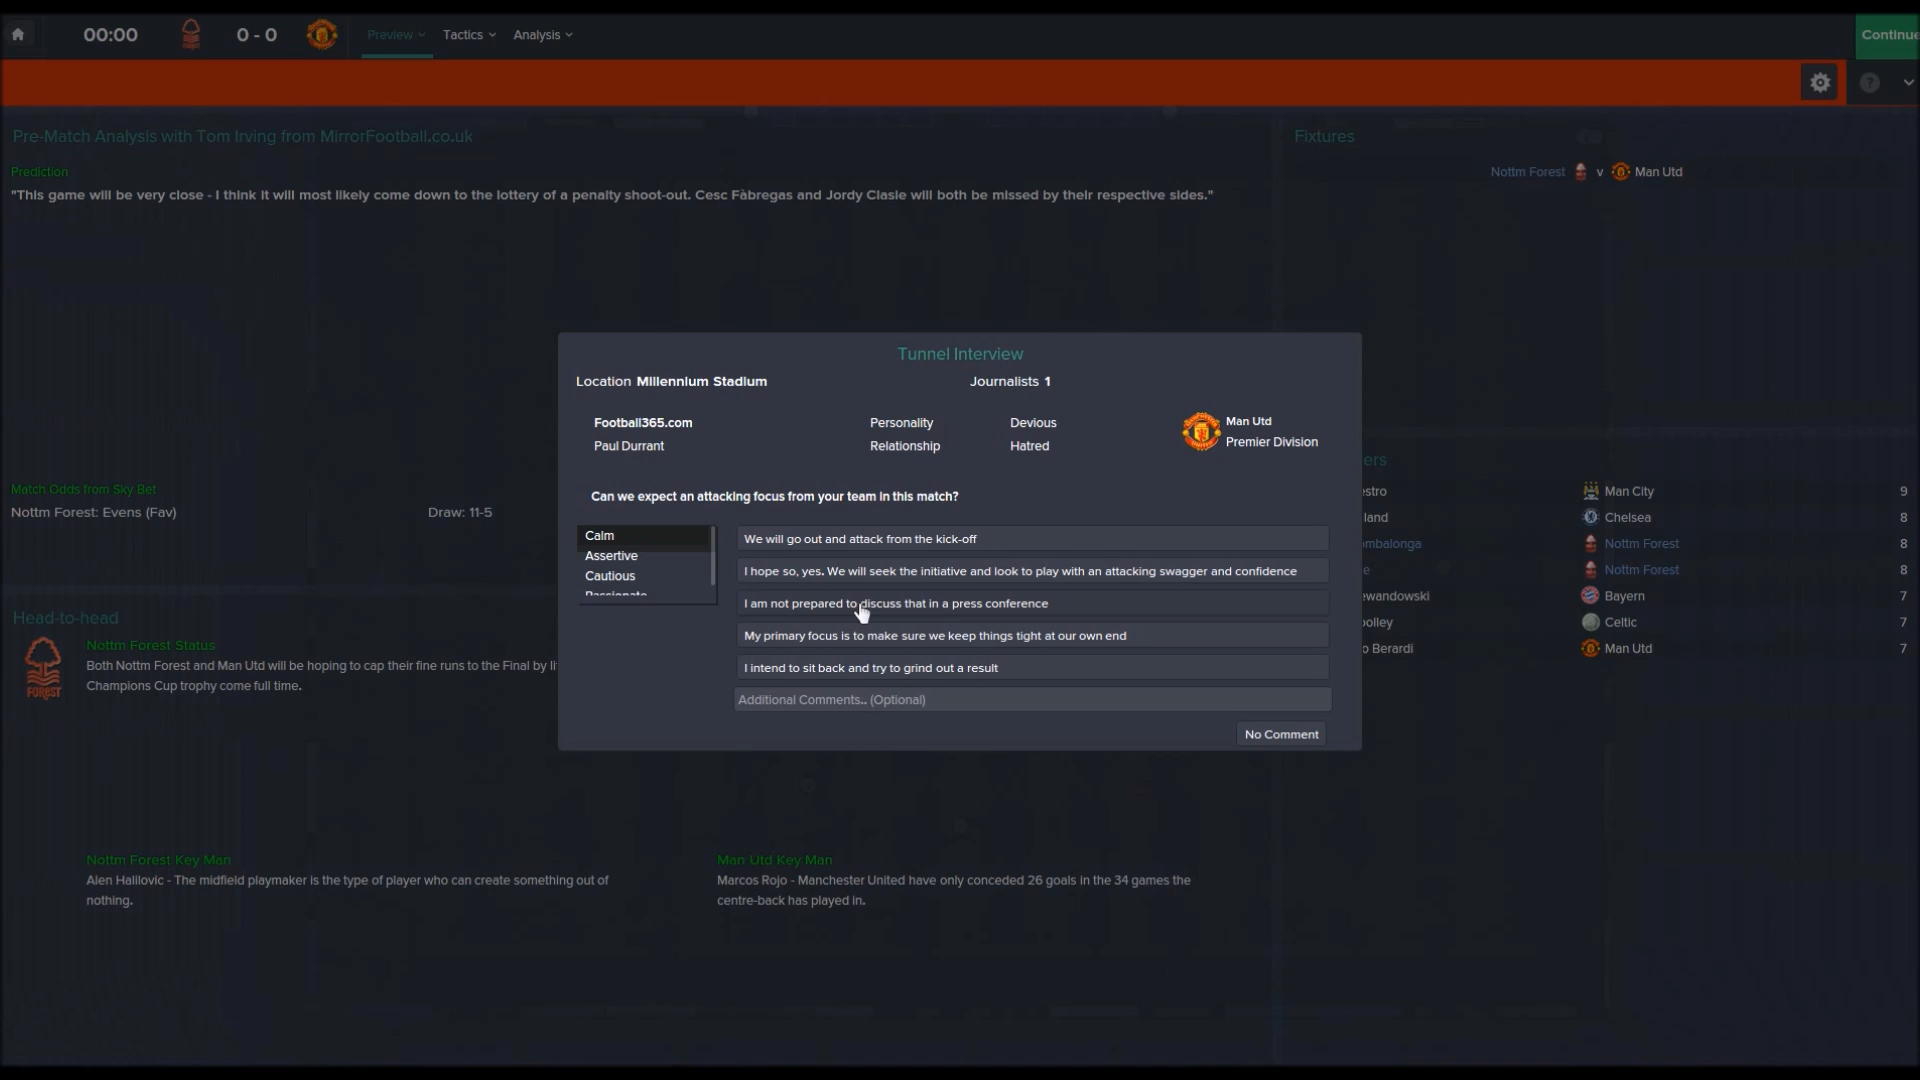 00:00
0 - 0
Preview
Tactics
Analysis
Continue
Pre-Match Analysis with Tom Irving from MirrorFootball.co.uk
Prediction
"This game will be very close - I think it will most likely come down to the lottery of a penalty shoot-out. Cesc Fàbregas and Jordy Clasie will both be missed by their respective sides."
Fixtures
Nottm Forest v Man Utd
Tunnel Interview
Location Millennium Stadium
Journalists 1
Football365.com
Paul Durrant
Personality Devious
Relationship Hatred
Man Utd
Premier Division
Can we expect an attacking focus from your team in this match?
Calm
Assertive
Cautious
Passionate
We will go out and attack from the kick-off
I hope so, yes. We will seek the initiative and look to play with an attacking swagger and confidence
I am not prepared to discuss that in a press conference
My primary focus is to make sure we keep things tight at our own end
I intend to sit back and try to grind out a result
Additional Comments.. (Optional)
No Comment
Match Odds from Sky Bet
Nottm Forest: Evens (Fav)
Draw: 11-5
ers
estro Man City 9
land Chelsea 8
ombalonga Nottm Forest 8
e Nottm Forest 8
ewandowski Bayern 7
ooley Celtic 7
o Berardi Man Utd 7
Head-to-head
Nottm Forest Status
Both Nottm Forest and Man Utd will be hoping to cap their fine runs to the Final by li
Champions Cup trophy come full time.
FOREST
Nottm Forest Key Man
Alen Halilovic - The midfield playmaker is the type of player who can create something out of
nothing.
Man Utd Key Man
Marcos Rojo - Manchester United have only conceded 26 goals in the 34 games the
centre-back has played in.